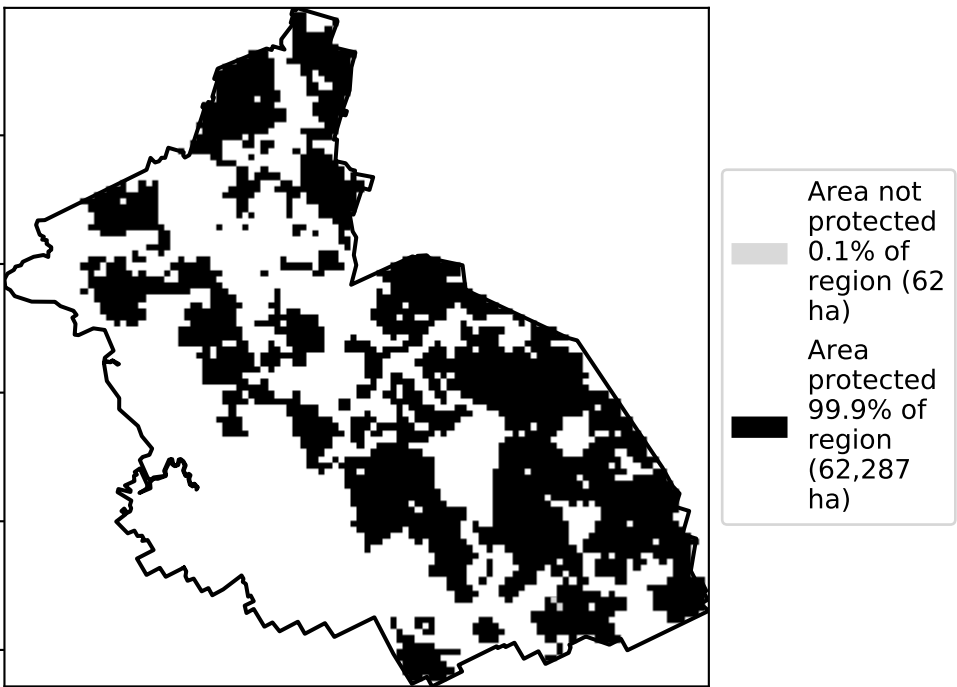 Area not
protected
0.1% of
region (62
ha)
Area
protected
99.9% of
region
(62,287
ha)